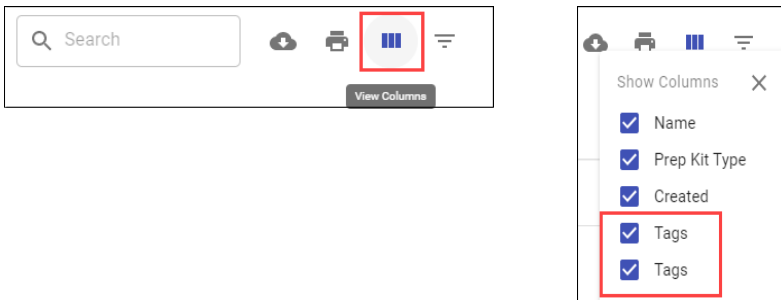 Search
View Columns
Show Columns
Name
Prep Kit Type
Created
Tags
Tags